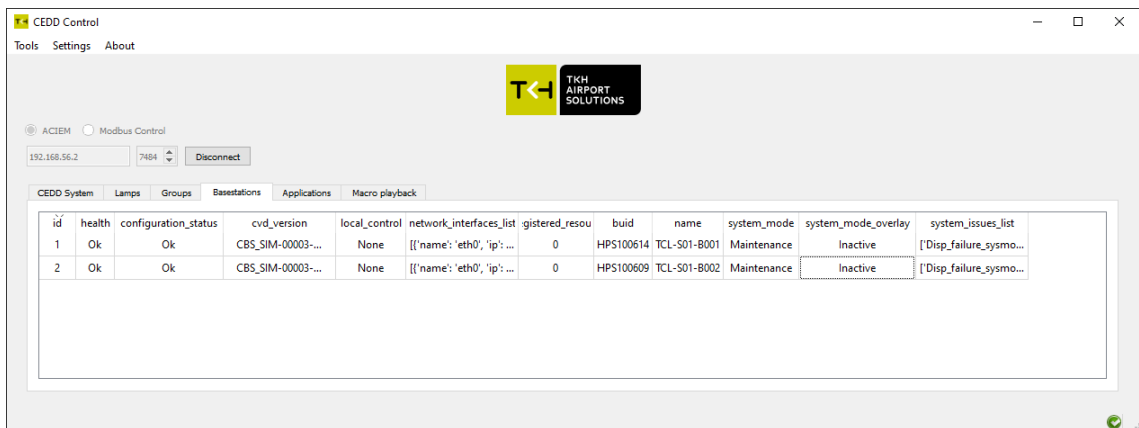 CEDD Control
Tools Settings About
TKH
TKH
AIRPORT
SOLUTIONS
ACIEM Modbus Control
192.168.56.2 7484 Disconnect
CEDD System Lamps Groups Basestations Applications Macro playback
id health configuration_status cvd_version local_control network_interfaces_list gistered_resou buid name system_mode system_mode_overlay system_issues_list
1 Ok Ok CBS_SIM-00003-... None [{'name': 'eth0', 'ip': ... 0 HPS100614 TCL-S01-B001 Maintenance Inactive ['Disp_failure_sysmo...
2 Ok Ok CBS_SIM-00003-... None [{'name': 'eth0', 'ip': ... 0 HPS100609 TCL-S01-B002 Maintenance Inactive ['Disp_failure_sysmo...